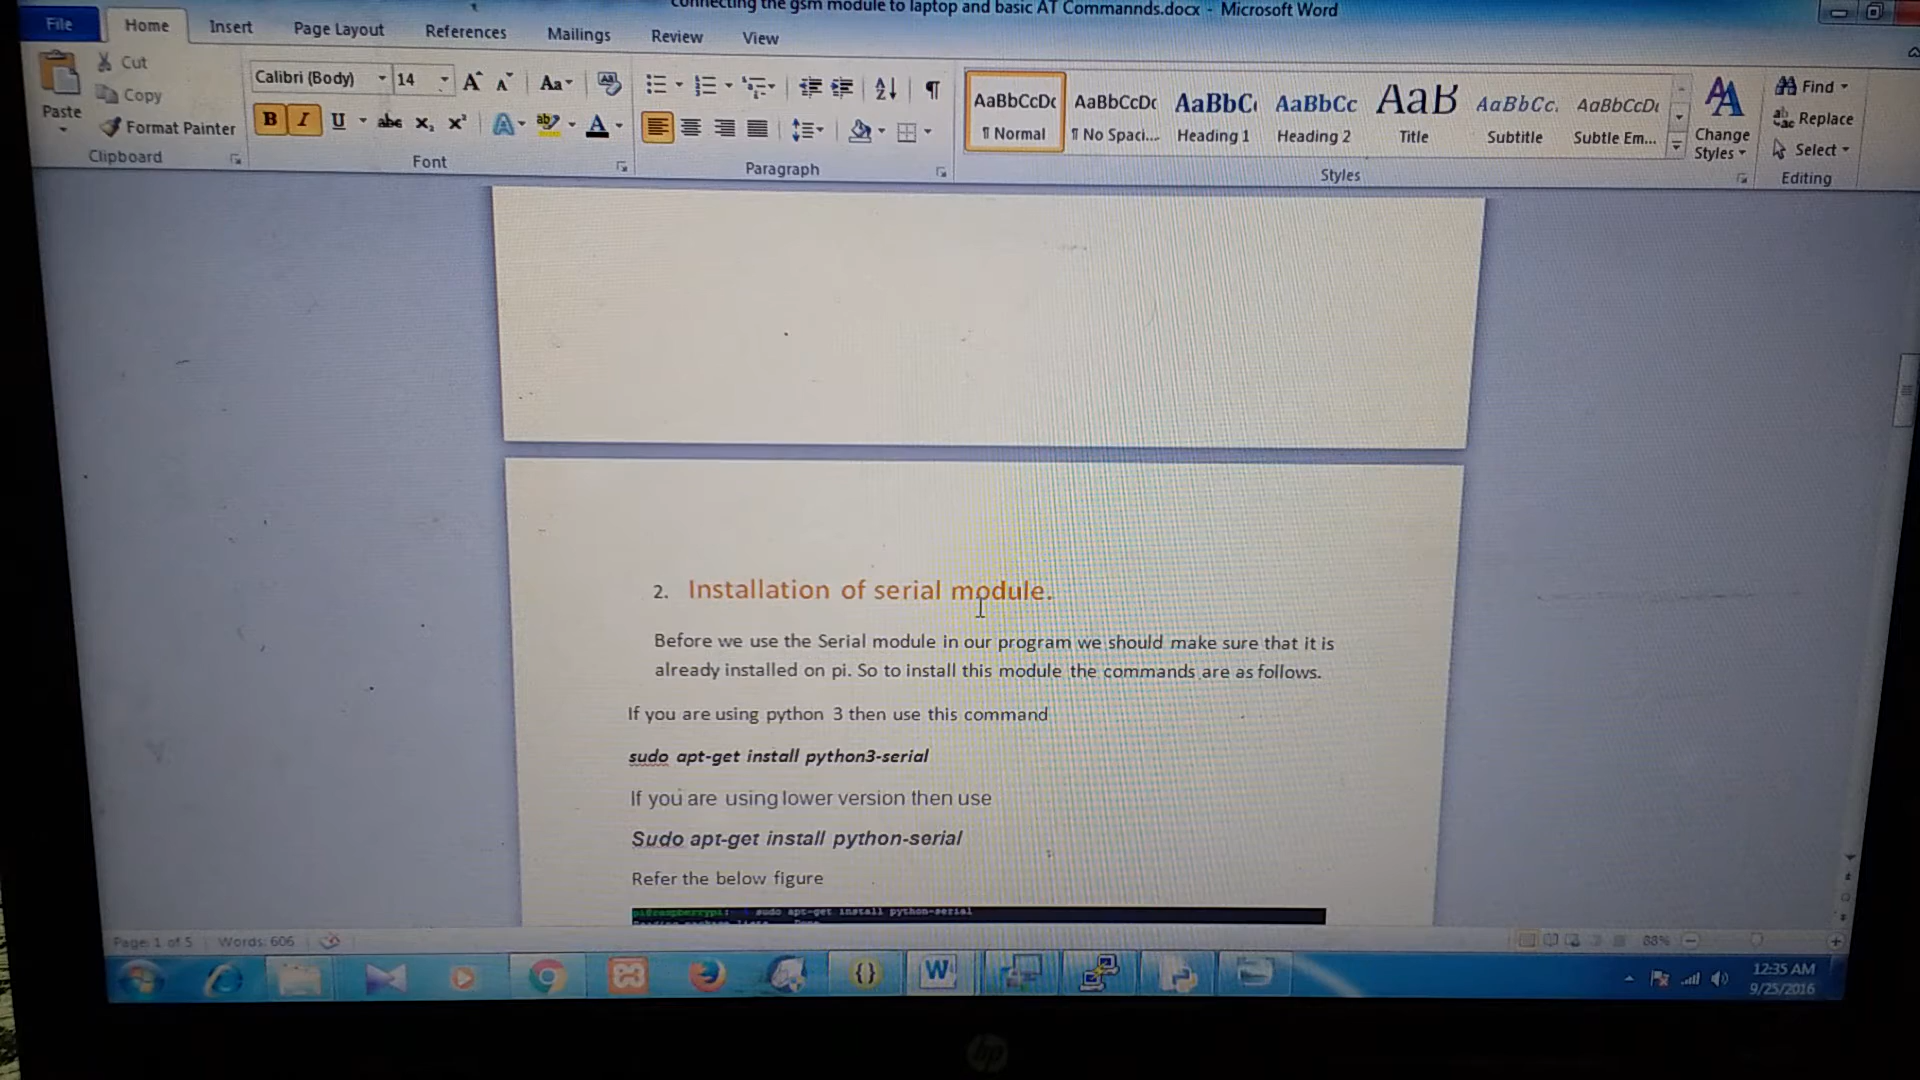 connecting the gsm module to laptop and basic AT Commannds.docx - Microsoft Word
File Home Insert Page Layout References Mailings Review View
Cut
Copy
Paste
Format Painter
Clipboard
Calibri (Body) 14
Font
Paragraph
AaBbCcDc AaBbCcDc AaBbC AaBbCc AaB AaBbCc. AaBbCcDc
¶ Normal ¶ No Spaci... Heading 1 Heading 2 Title Subtitle Subtle Em...
Styles
Change Styles
Find
Replace
Select
Editing
2. Installation of serial module.
Before we use the Serial module in our program we should make sure that it is
already installed on pi. So to install this module the commands are as follows.
If you are using python 3 then use this command
sudo apt-get install python3-serial
If you are using lower version then use
Sudo apt-get install python-serial
Refer the below figure
pi@raspberrypi: sudo apt-get install python-serial
Page: 1 of 5 Words: 606
88%
12:35 AM
9/25/2016
hp